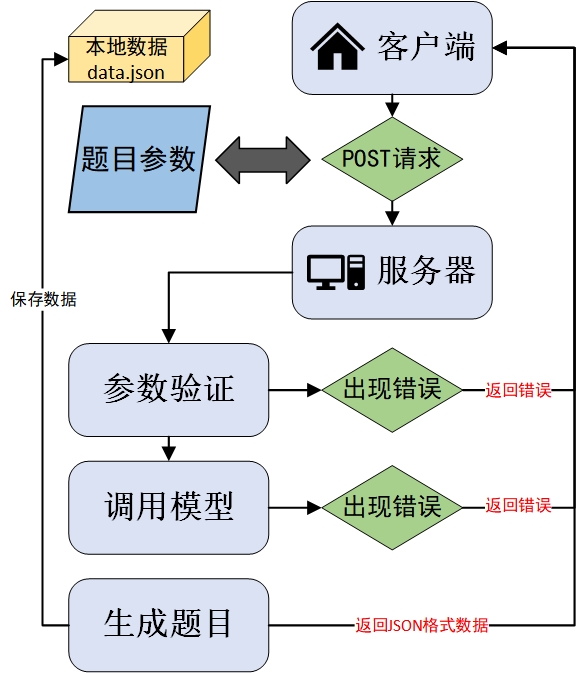 本地数据
data.json
客户端
题目参数
POST请求
服务器
保存数据
参数验证
出现错误
返回错误
调用模型
出现错误
返回错误
生成题目
返回JSON格式数据